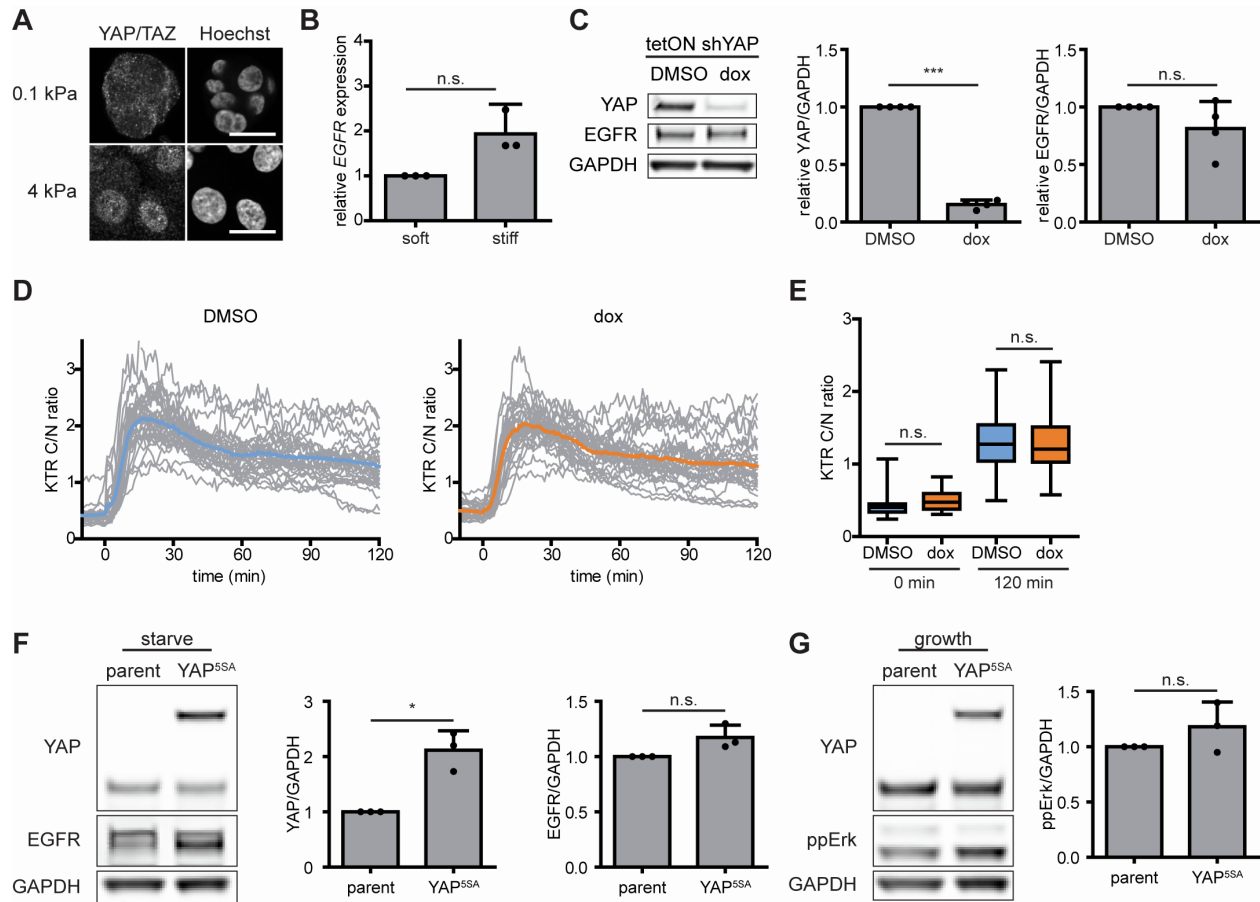 A
YAP/TAZ Hoechst
0.1 kPa
4 kPa
B
relative EGFR expression
4
3
2
1
0
n.s.
soft stiff
C
tetON shYAP
DMSO dox
YAP
EGFR
GAPDH
relative YAP/GAPDH
1.5
1.0
0.5
0.0
***
DMSO dox
relative EGFR/GAPDH
1.5
1.0
0.5
0.0
n.s.
DMSO dox
D
DMSO
KTR C/N ratio
3
2
1
0
0 30 60 90 120
time (min)
dox
KTR C/N ratio
3
2
1
0
0 30 60 90 120
time (min)
E
KTR C/N ratio
3
2
1
0
n.s.
n.s.
DMSO dox DMSO dox
0 min 120 min
F
starve
parent YAP5SA
YAP
EGFR
GAPDH
YAP/GAPDH
3
2
1
0
*
parent YAP5SA
EGFR/GAPDH
1.5
1.0
0.5
0.0
n.s.
parent YAP5SA
G
growth
parent YAP5SA
YAP
ppErk
GAPDH
ppErk/GAPDH
1.5
1.0
0.5
0.0
n.s.
parent YAP5SA